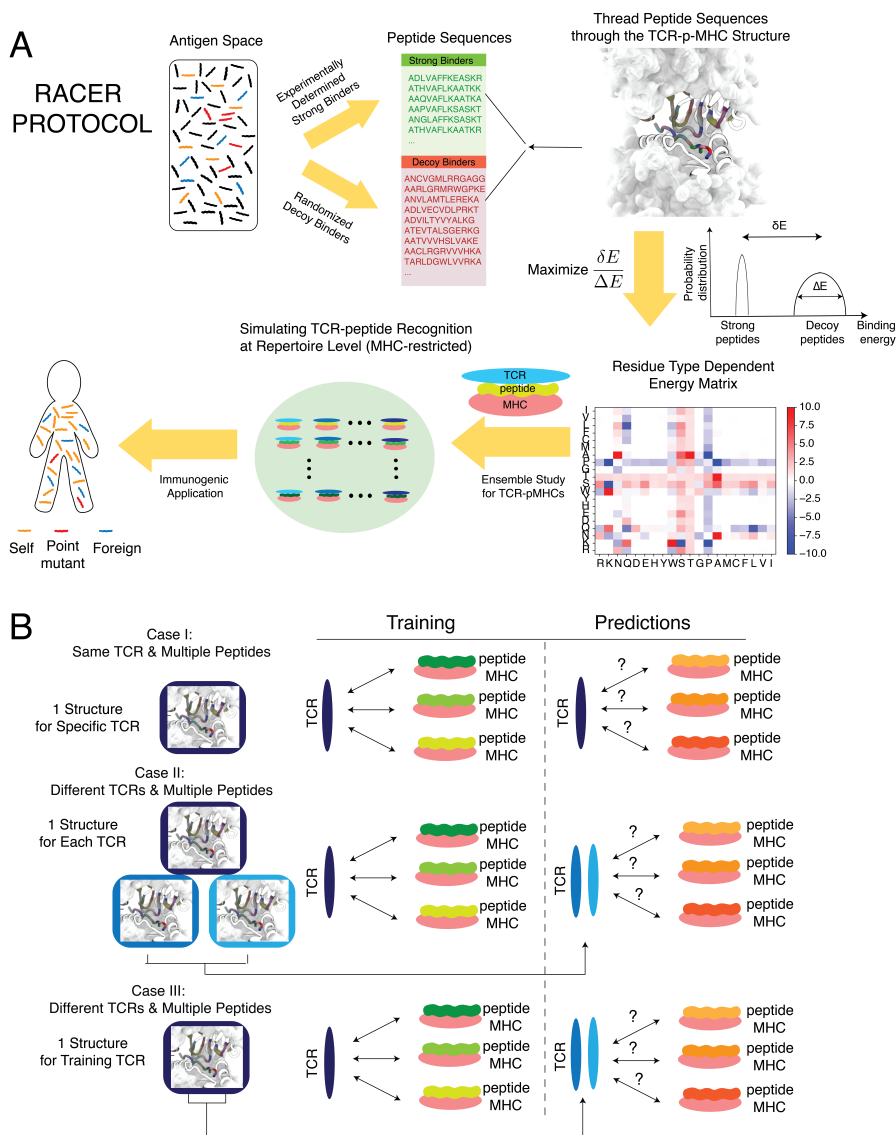 A
RACER
PROTOCOL
Antigen Space
Experimentally
Determined
Strong Binders
Randomized
Decoy Binders
Peptide Sequences
Strong Binders
ADLVAFFKEASKR
ATHVAFLKAATKK
AAQVAFLKAATKA
AAPVAFLKSASKT
ANGLAFFKSASKT
ATHVAFLKAATKR
...
Decoy Binders
ANCVGMLRRGAGG
AARLGRMRWGPKE
ANVLAMTLEREKA
ADLVECVDLPRKT
ADVILTYVYALKG
ATEVTALSGERKG
AATVVVHSLVAKE
AACLRGRVVVHKA
TARLDGWLVVRKA
...
Thread Peptide Sequences
through the TCR-p-MHC Structure
Maximize δE
ΔE
Probability
distribution
δE
ΔE
Strong
peptides
Decoy
peptides
Binding
energy
Residue Type Dependent
Energy Matrix
10.0
7.5
5.0
2.5
0.0
−2.5
−5.0
−7.5
−10.0
R K N Q D E H Y W S T G P A M C F L V I
TCR
peptide
MHC
Ensemble Study
for TCR-pMHCs
Simulating TCR-peptide Recognition
at Repertoire Level (MHC-restricted)
Immunogenic
Application
Self
Point
mutant
Foreign
B
Training
Predictions
Case I:
Same TCR & Multiple Peptides
1 Structure
for Specific TCR
TCR
peptide
MHC
peptide
MHC
peptide
MHC
TCR
?
?
?
peptide
MHC
peptide
MHC
peptide
MHC
Case II:
Different TCRs & Multiple Peptides
1 Structure
for Each TCR
TCR
peptide
MHC
peptide
MHC
peptide
MHC
TCR
?
?
?
peptide
MHC
peptide
MHC
peptide
MHC
Case III:
Different TCRs & Multiple Peptides
1 Structure
for Training TCR
TCR
peptide
MHC
peptide
MHC
peptide
MHC
TCR
?
?
?
peptide
MHC
peptide
MHC
peptide
MHC